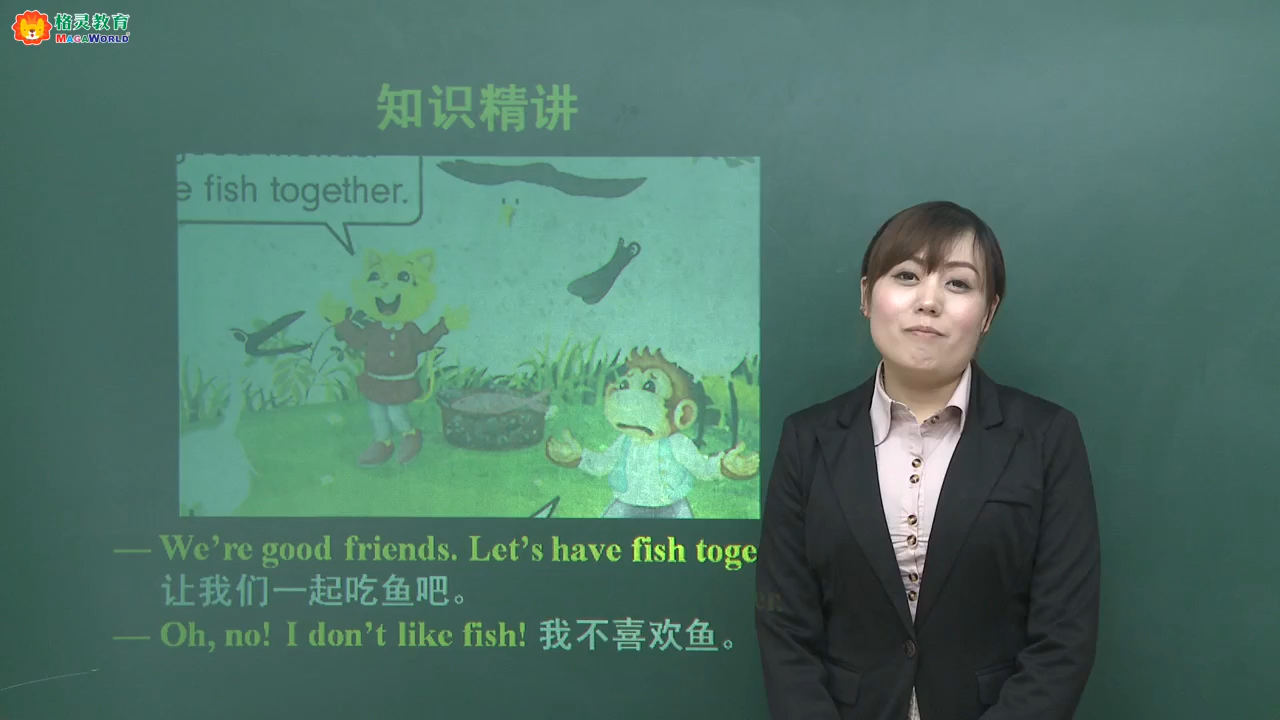 格灵教育
MAGAWORLD
知识精讲
fish together.
— We're good friends. Let's have fish toge
让我们一起吃鱼吧。
— Oh, no! I don't like fish! 我不喜欢鱼。